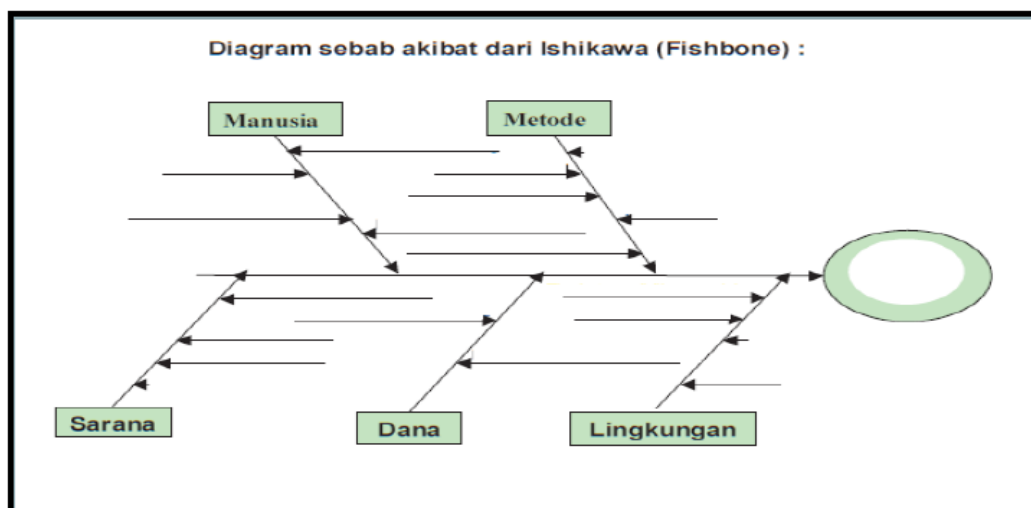 Diagram sebab akibat dari Ishikawa (Fishbone) :
Manusia
Metode
Sarana
Dana
Lingkungan